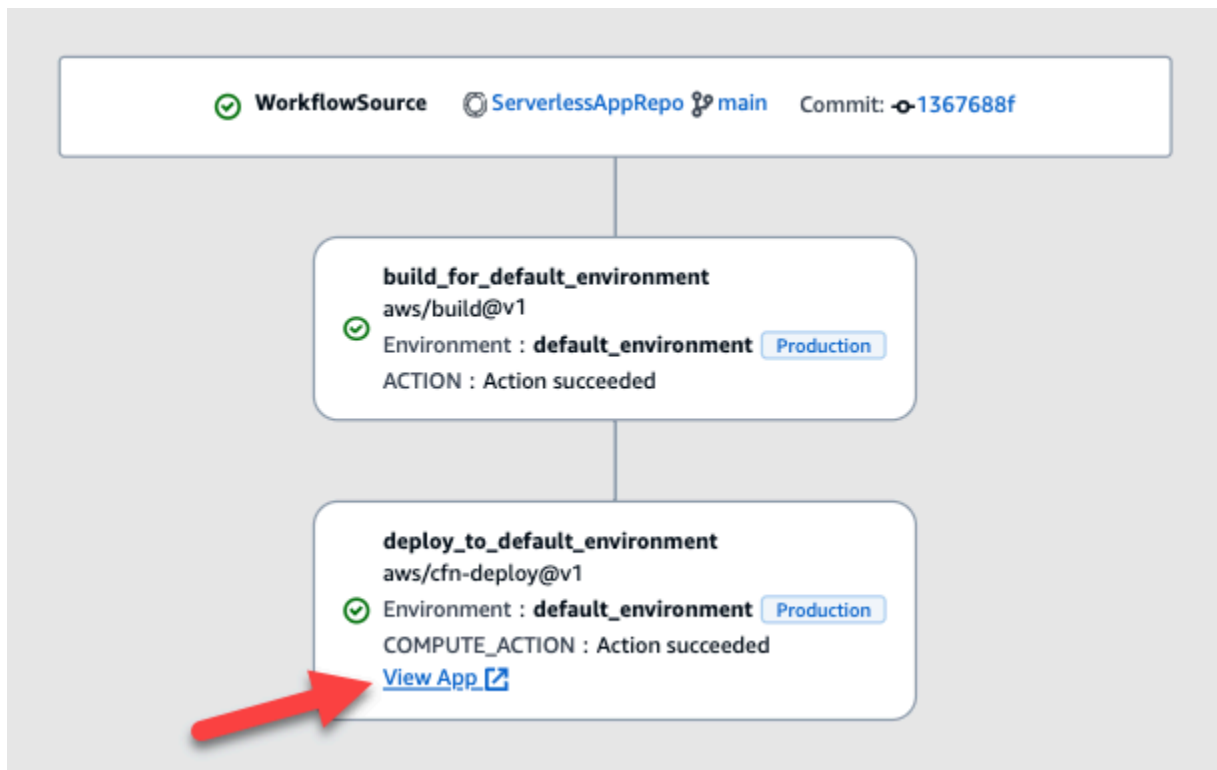 WorkflowSource ServerlessAppRepo main Commit: 1367688f
build_for_default_environment
aws/build@v1
Environment : default_environment Production
ACTION : Action succeeded
deploy_to_default_environment
aws/cfn-deploy@v1
Environment : default_environment Production
COMPUTE_ACTION : Action succeeded
View App